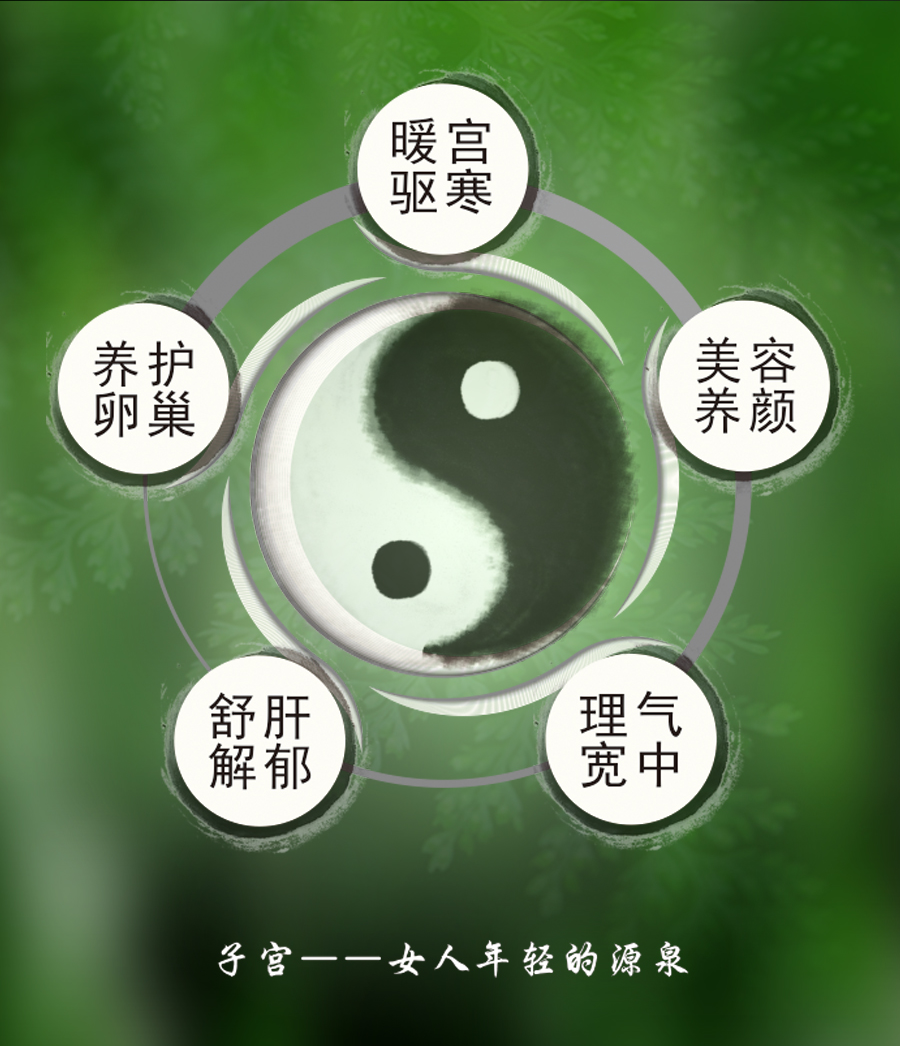 暖宫
驱寒
养护
卵巢
美容
养颜
舒肝
解郁
理气
宽中
子宫——女人年轻的源泉